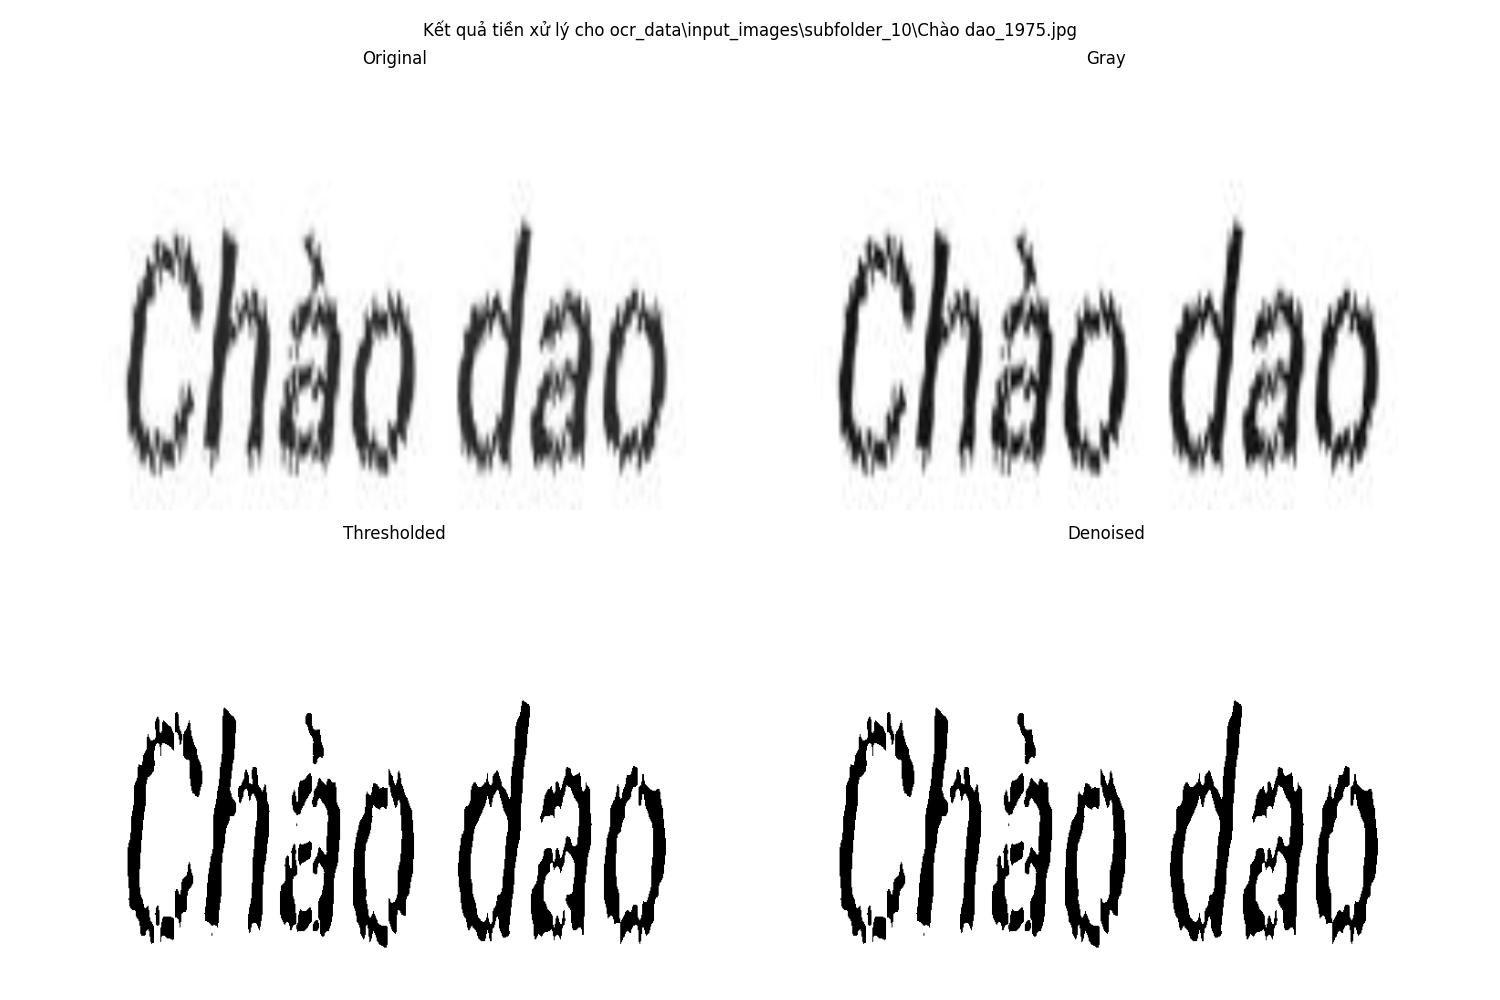 Kết quả tiền xử lý cho ocr_data\input_images\subfolder_10\Chào dao_1975.jpg
Original
Gray
Chào dao
Chào dao
Thresholded
Denoised
Chào dao
Chào dao